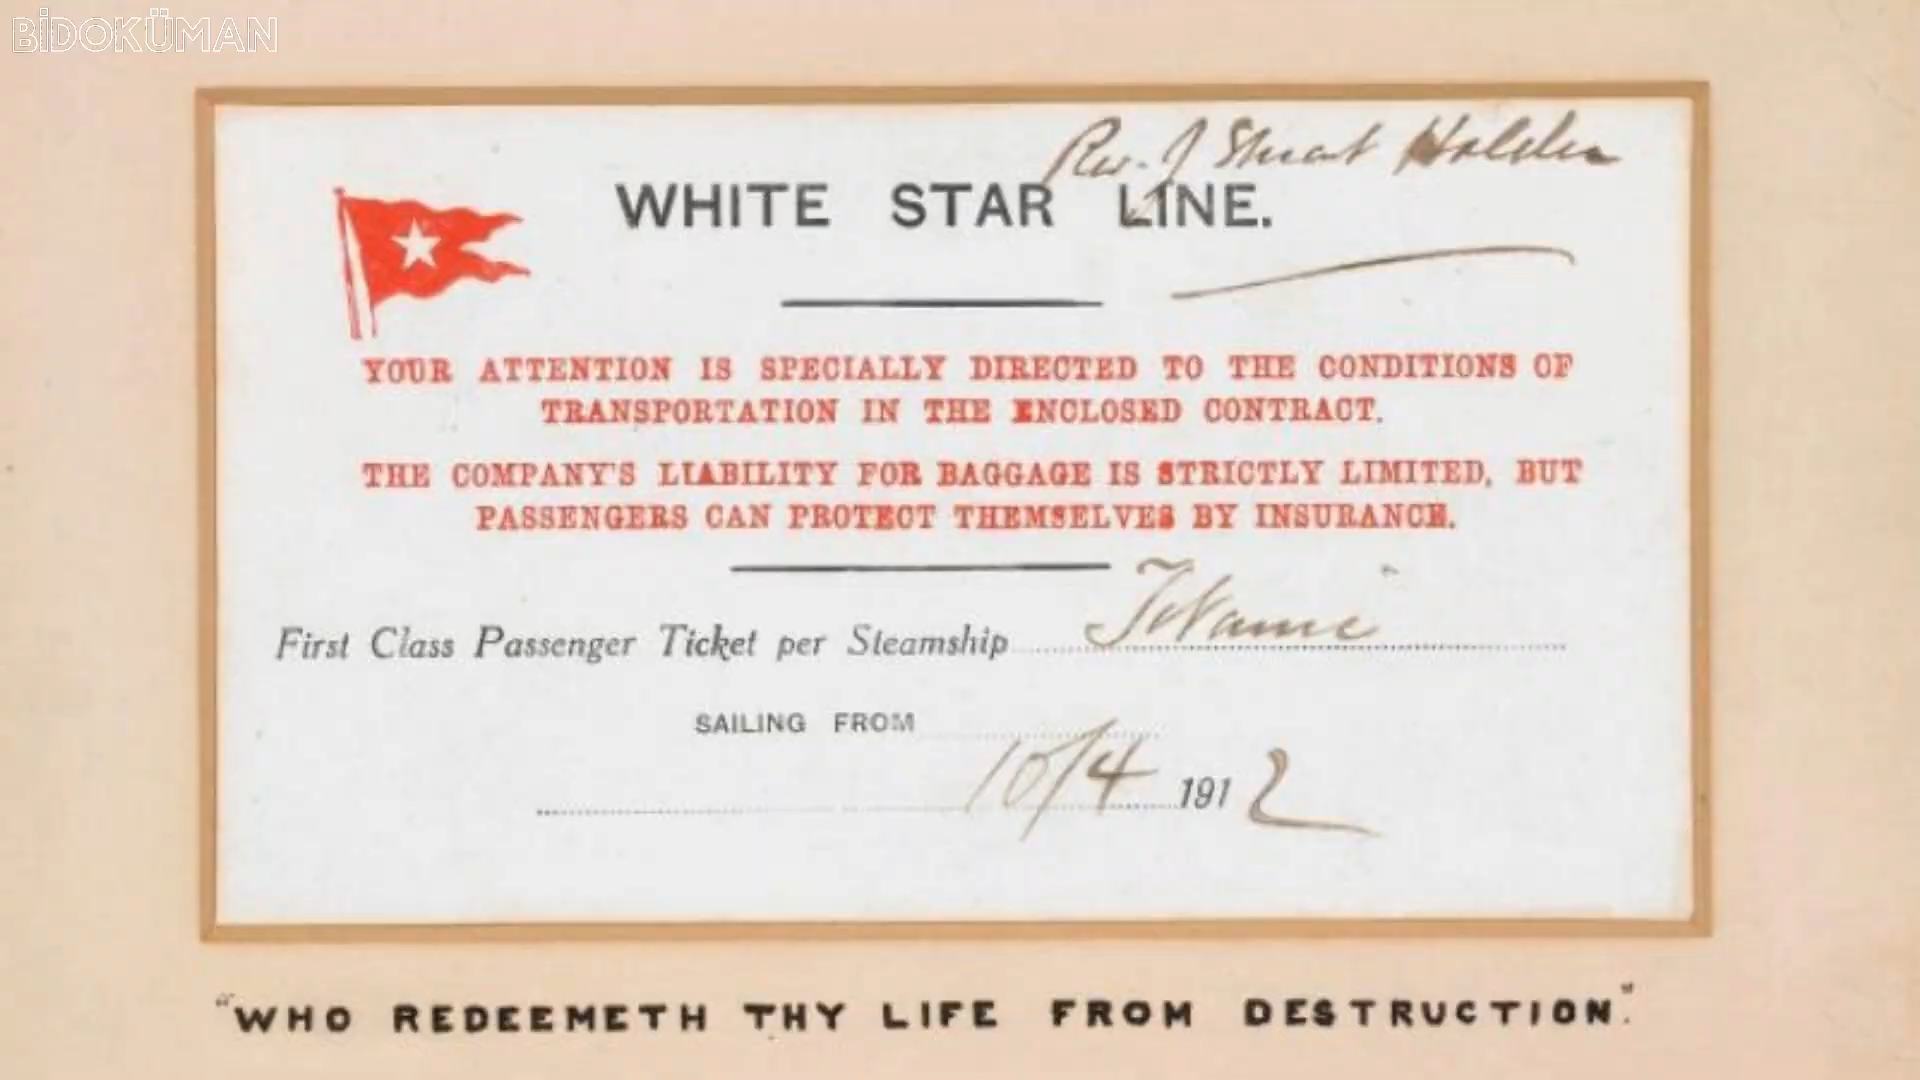 BİDOKÜMAN
Rev. J Stuart Holden
WHITE STAR LINE.
YOUR ATTENTION IS SPECIALLY DIRECTED TO THE CONDITIONS OF
TRANSPORTATION IN THE ENCLOSED CONTRACT.
THE COMPANY'S LIABILITY FOR BAGGAGE IS STRICTLY LIMITED, BUT
PASSENGERS CAN PROTECT THEMSELVES BY INSURANCE.
First Class Passenger Ticket per Steamship Titanic
SAILING FROM
10/4 1912
"WHO REDEEMETH THY LIFE FROM DESTRUCTION."